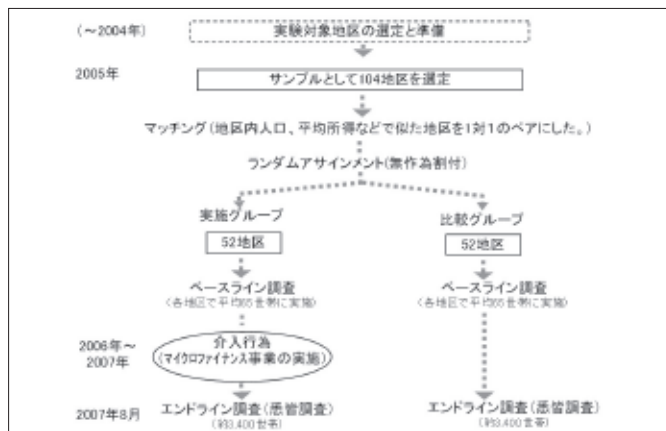 (～2004年)
実験対象地区の選定と準備
2005年
サンプルとして104地区を選定
マッチング(地区内人口、平均所得などで似た地区を1対1のペアにした。)
ランダムアサインメント(無作為割付)
実施グループ
比較グループ
52地区
52地区
ベースライン調査
(各地区で平均65世帯に実施)
ベースライン調査
(各地区で平均65世帯に実施)
2006年～
2007年
介入行為
(マイクロファイナンス事業の実施)
2007年8月
エンドライン調査(悉皆調査)
(約3,400世帯)
エンドライン調査(悉皆調査)
(約3,400世帯)